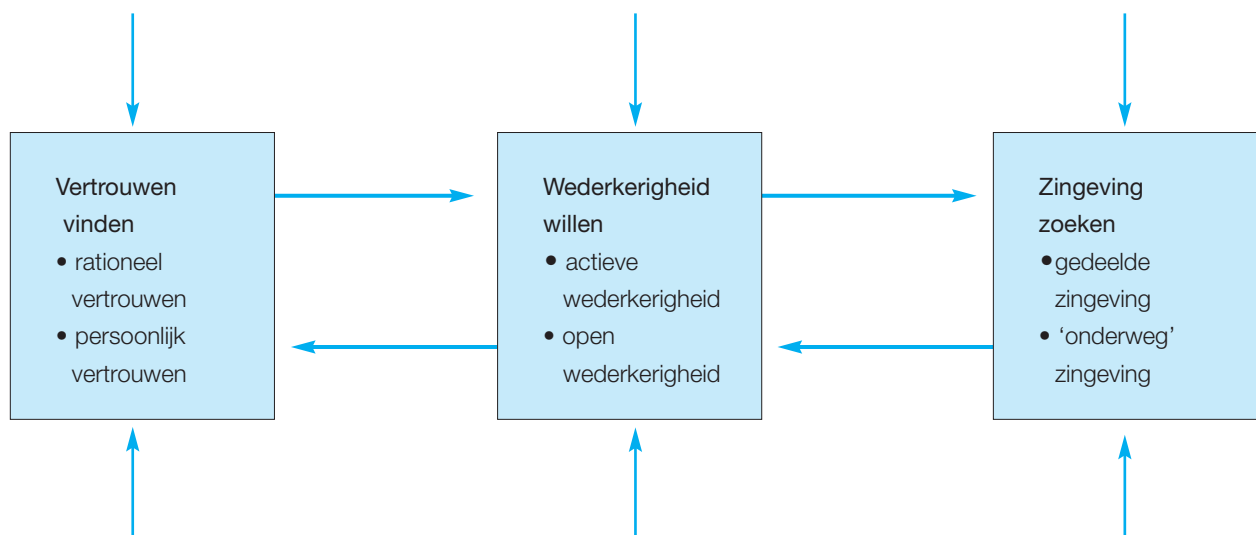 Vertrouwen
vinden
• rationeel
vertrouwen
• persoonlijk
vertrouwen
Wederkerigheid
willen
• actieve
wederkerigheid
• open
wederkerigheid
Zingeving
zoeken
•gedeelde
zingeving
• ‘onderweg’
zingeving